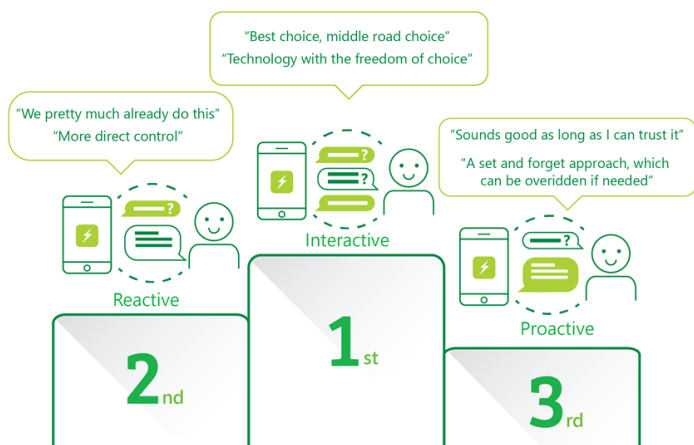 “Best choice, middle road choice”
“Technology with the freedom of choice”
“We pretty much already do this”
“More direct control”
“Sounds good as long as I can trust it”
“A set and forget approach, which
can be overidden if needed”
?
?
?
?
Interactive
Reactive
Proactive
1st
2nd
3rd